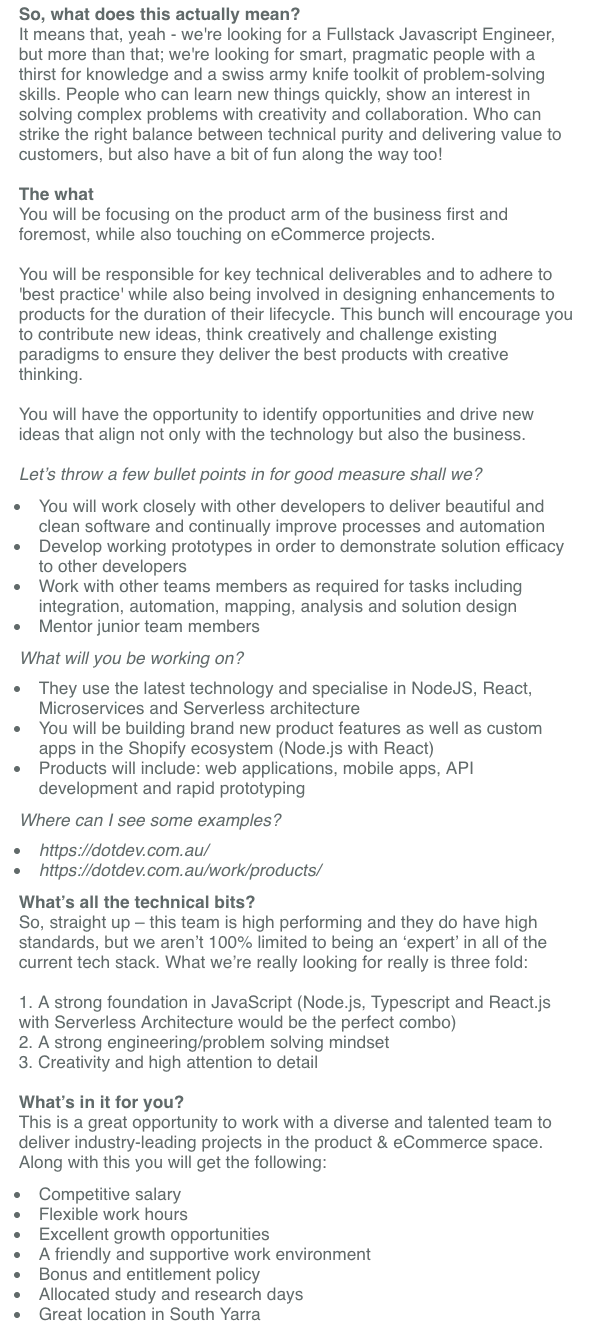 So, what does this actually mean?
It means that, yeah - we're looking for a Fullstack Javascript Engineer,
but more than that; we're looking for smart, pragmatic people with a
thirst for knowledge and a swiss army knife toolkit of problem-solving
skills. People who can learn new things quickly, show an interest in
solving complex problems with creativity and collaboration. Who can
strike the right balance between technical purity and delivering value to
customers, but also have a bit of fun along the way too!
The what
You will be focusing on the product arm of the business first and
foremost, while also touching on eCommerce projects.
You will be responsible for key technical deliverables and to adhere to
'best practice' while also being involved in designing enhancements to
products for the duration of their lifecycle. This bunch will encourage you
to contribute new ideas, think creatively and challenge existing
paradigms to ensure they deliver the best products with creative
thinking.
You will have the opportunity to identify opportunities and drive new
ideas that align not only with the technology but also the business.
Let’s throw a few bullet points in for good measure shall we?
• You will work closely with other developers to deliver beautiful and
clean software and continually improve processes and automation
• Develop working prototypes in order to demonstrate solution efficacy
to other developers
• Work with other teams members as required for tasks including
integration, automation, mapping, analysis and solution design
• Mentor junior team members
What will you be working on?
• They use the latest technology and specialise in NodeJS, React,
Microservices and Serverless architecture
• You will be building brand new product features as well as custom
apps in the Shopify ecosystem (Node.js with React)
• Products will include: web applications, mobile apps, API
development and rapid prototyping
Where can I see some examples?
• https://dotdev.com.au/
• https://dotdev.com.au/work/products/
What’s all the technical bits?
So, straight up – this team is high performing and they do have high
standards, but we aren’t 100% limited to being an ‘expert’ in all of the
current tech stack. What we’re really looking for really is three fold:
1. A strong foundation in JavaScript (Node.js, Typescript and React.js
with Serverless Architecture would be the perfect combo)
2. A strong engineering/problem solving mindset
3. Creativity and high attention to detail
What’s in it for you?
This is a great opportunity to work with a diverse and talented team to
deliver industry-leading projects in the product & eCommerce space.
Along with this you will get the following:
• Competitive salary
• Flexible work hours
• Excellent growth opportunities
• A friendly and supportive work environment
• Bonus and entitlement policy
• Allocated study and research days
• Great location in South Yarra